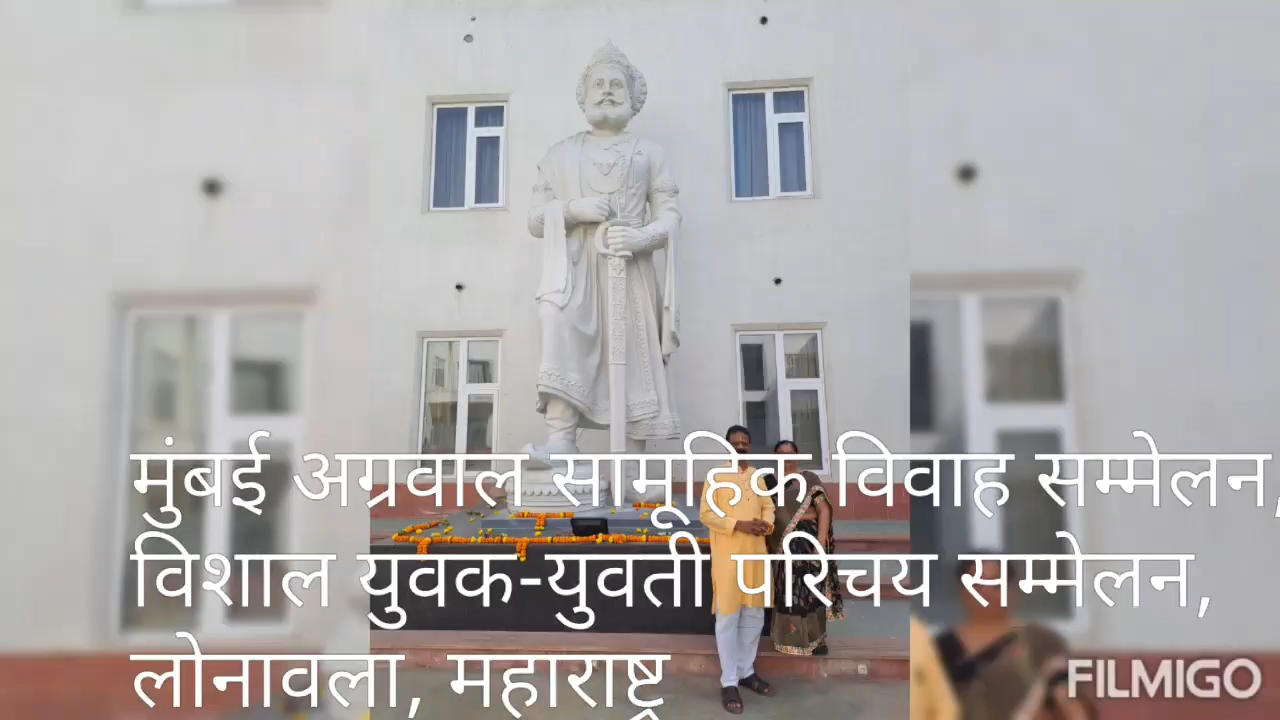 मुंबई अग्रवाल सामूहिक विवाह सम्मेलन,
विशाल युवक-युवती परिचय सम्मेलन,
लोनावला, महाराष्ट्र
FILMIGO